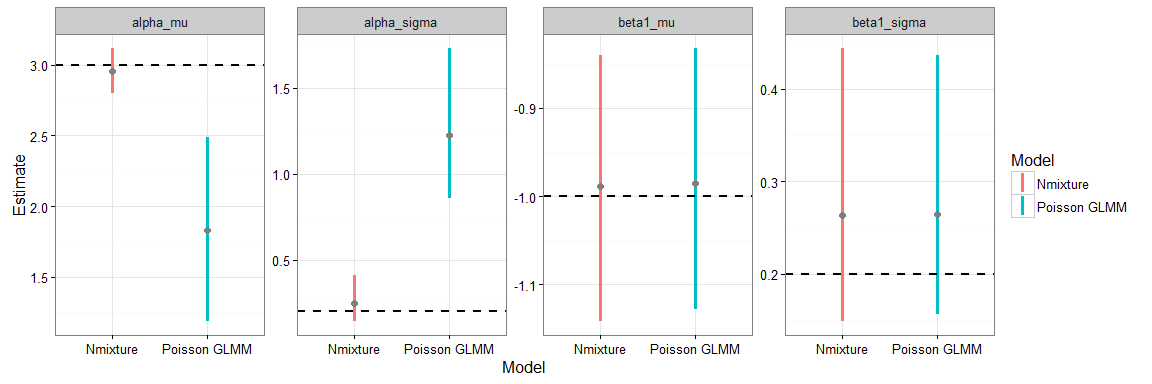 alpha_mu
alpha_sigma
beta1_mu
beta1_sigma
Estimate
3.0
2.5
2.0
1.5
1.5
1.0
0.5
-0.9
-1.0
-1.1
0.4
0.3
0.2
Nmixture Poisson GLMM
Nmixture Poisson GLMM
Nmixture Poisson GLMM
Nmixture Poisson GLMM
Model
Model
Nmixture
Poisson GLMM